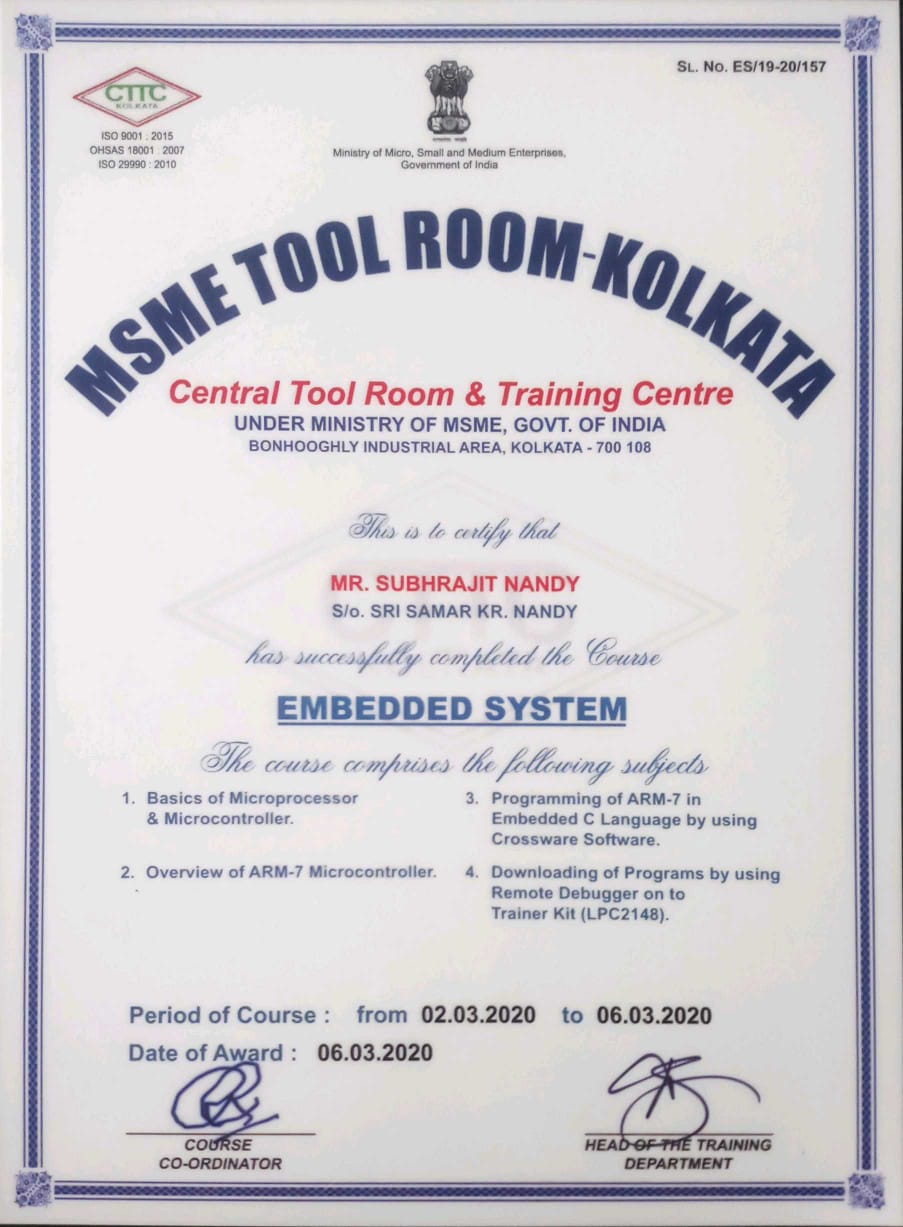 SL. NO. ES/19-20/157
CTTC
KOLKATA
ISO 9001 : 2015
OHSAS 18001 : 2007
ISO 29990 : 2010
Ministry of Micro, Small and Medium Enterprises,
Government of India
MSME TOOL ROOM-KOLKATA
Central Tool Room & Training Centre
UNDER MINISTRY OF MSME, GOVT. OF INDIA
BONHOOGHLY INDUSTRIAL AREA, KOLKATA - 700 108
This is to certify that
MR. SUBHRAJIT NANDY
S/o. SRI SAMAR KR. NANDY
has successfully completed the Course
EMBEDDED SYSTEM
The course comprises the following subjects
1. Basics of Microprocessor
& Microcontroller.
2. Overview of ARM-7 Microcontroller.
3. Programming of ARM-7 in
Embedded C Language by using
Crossware Software.
4. Downloading of Programs by using
Remote Debugger on to
Trainer Kit (LPC2148).
Period of Course : from 02.03.2020 to 06.03.2020
Date of Award : 06.03.2020
COURSE
CO-ORDINATOR
HEAD OF THE TRAINING
DEPARTMENT